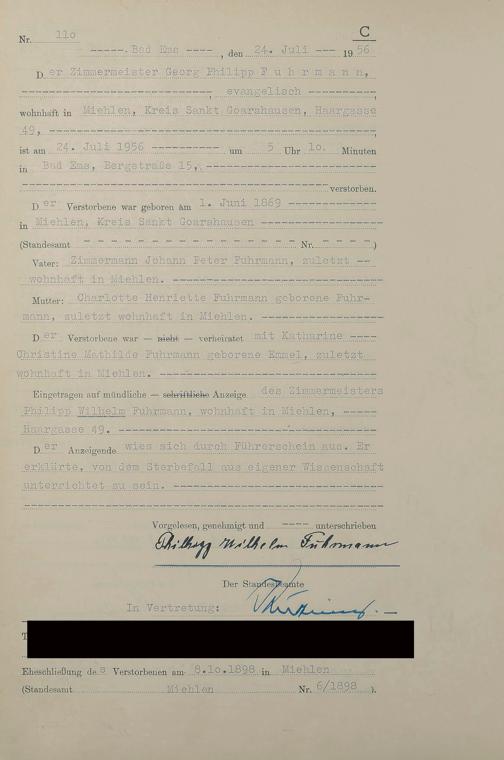 C
Nr. 11o
-----. Bad Ems ---- , den 24. Juli --- 1956
D er Zimmermeister Georg Philipp F u h r m a n n,
---------------------------, evangelisch ----------,
wohnhaft in Miehlen, Kreis Sankt Goarshausen, Haargasse
49, -------------------------------------------,
ist am 24. Juli 1956 ---------- um 5 Uhr 1o. Minuten
in Bad Ems, Bergstraße 15, ------------------------
------------------------------------------ verstorben.
D er Verstorbene war geboren am 1. Juni 1869 -------------
in Miehlen, Kreis Sankt Goarshausen ------------------
(Standesamt - - - - - - - - - - - - - - - - Nr. - - - - )
Vater: Zimmermann Johann Peter Fuhrmann, zuletzt --
wohnhaft in Miehlen. ---------------------------
Mutter: Charlotte Henriette Fuhrmann geborene Fuhr-
mann, zuletzt wohnhaft in Miehlen. ------------------
D er Verstorbene war — nicht — verheiratet mit Katharine ----
Christine Mathilde Fuhrmann geborene Emmel, zuletzt
wohnhaft in Miehlen. -------------------------------
Eingetragen auf mündliche — schriftliche Anzeige des Zimmermeisters
Philipp Wilhelm Fuhrmann, wohnhaft in Miehlen, -----
Haargasse 49. -------------------------------------
D er Anzeigende wies sich durch Führerschein aus. Er
erklärte, von dem Sterbefall aus eigener Wissenschaft
unterrichtet zu sein. ------------------------------
---------------------------------------------------
Vorgelesen, genehmigt und ---- unterschrieben
Philipp Wilhelm Fuhrmann
Der Standesbeamte
In Vertretung:
Eheschließung des Verstorbenen am 8.1o.1898 in Miehlen
(Standesamt Miehlen Nr. 6/1898 ).